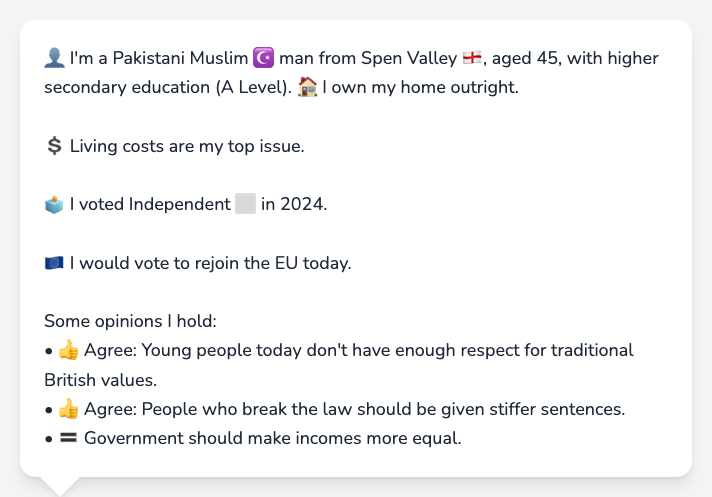 👤 I'm a Pakistani Muslim ☪️ man from Spen Valley 🏴󠁧󠁢󠁥󠁮󠁧󠁿, aged 45, with higher
secondary education (A Level). 🏠 I own my home outright.
💲 Living costs are my top issue.
🗳️ I voted Independent ⬜ in 2024.
🇪🇺 I would vote to rejoin the EU today.
Some opinions I hold:
• 👍 Agree: Young people today don't have enough respect for traditional
British values.
• 👍 Agree: People who break the law should be given stiffer sentences.
• 🟰 Government should make incomes more equal.